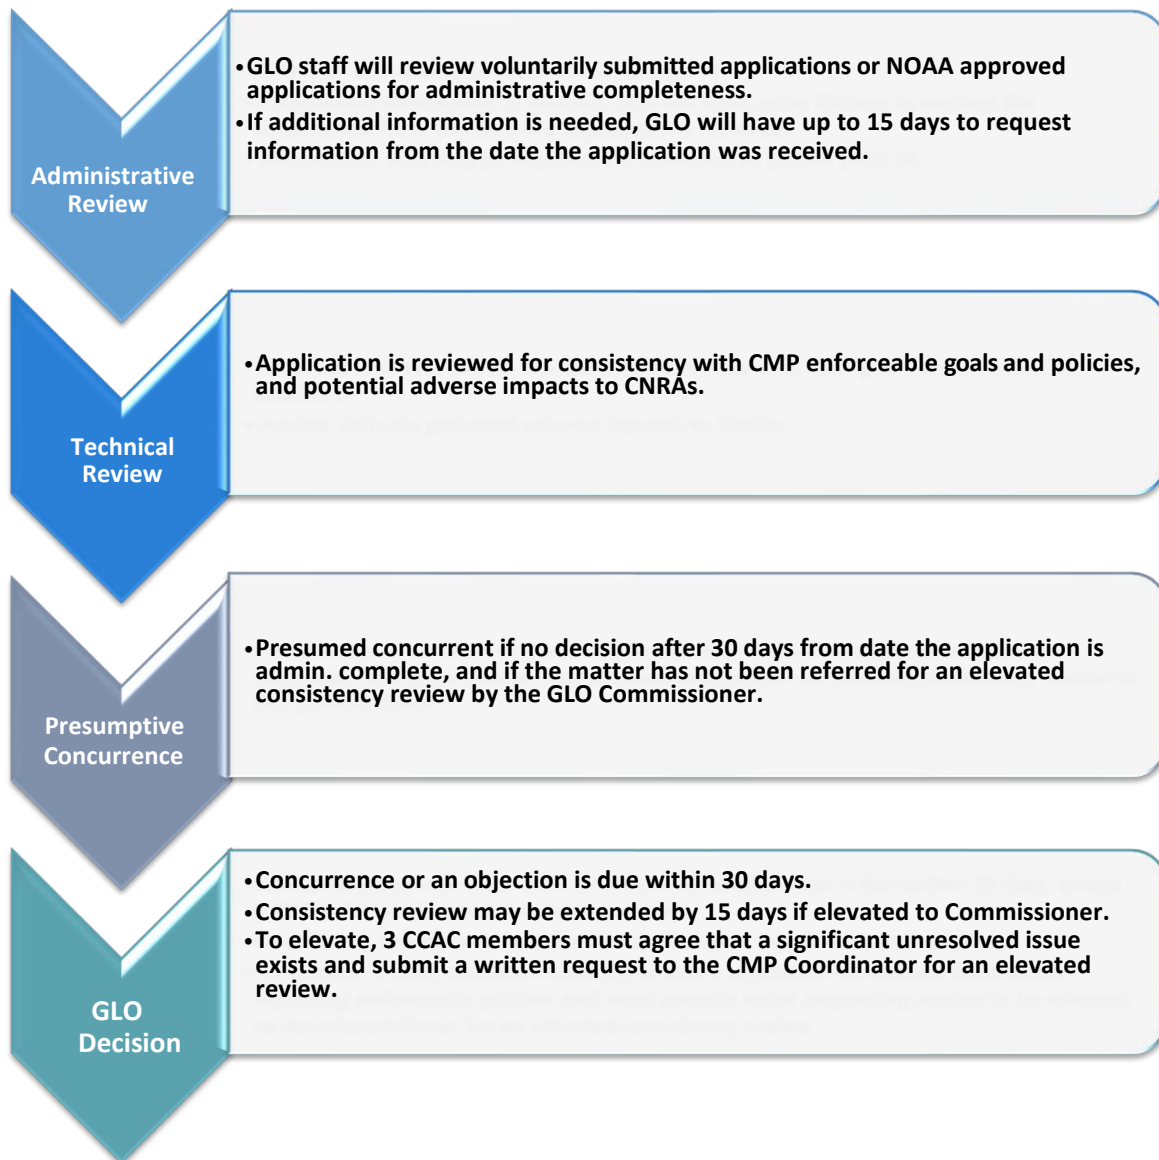 •GLO staff will review voluntarily submitted applications or NOAA approved
applications for administrative completeness.
•If additional information is needed, GLO will have up to 15 days to request
information from the date the application was received.
Administrative
Review
•Application is reviewed for consistency with CMP enforceable goals and policies,
and potential adverse impacts to CNRAs.
Technical
Review
•Presumed concurrent if no decision after 30 days from date the application is
admin. complete, and if the matter has not been referred for an elevated
consistency review by the GLO Commissioner.
Presumptive
Concurrence
•Concurrence or an objection is due within 30 days.
•Consistency review may be extended by 15 days if elevated to Commissioner.
•To elevate, 3 CCAC members must agree that a significant unresolved issue
exists and submit a written request to the CMP Coordinator for an elevated
review.
GLO
Decision